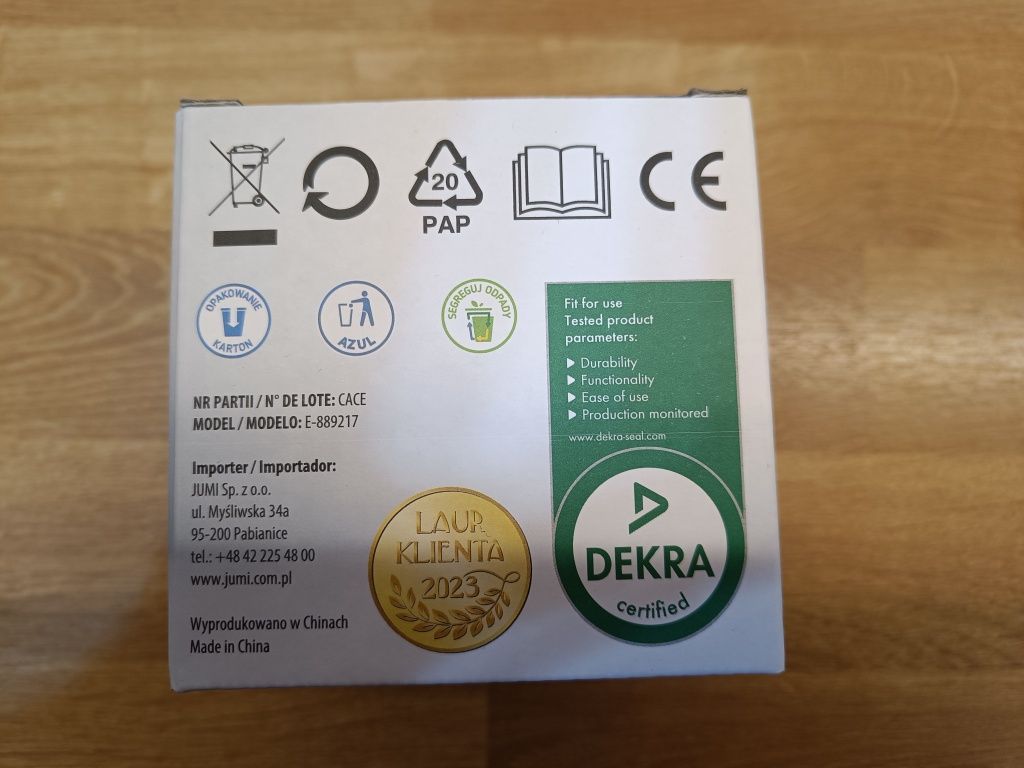 20
PAP
CE
OPAKOWANIE
KARTON
AZUL
SEGREGUJ ODPADY
Fit for use
Tested product
parameters:
Durability
Functionality
Ease of use
Production monitored
www.dekra-seal.com
DEKRA
certified
NR PARTII / N° DE LOTE: CACE
MODEL / MODELO: E-889217
Importer / Importador:
JUMI Sp. z o.o.
ul. Myśliwska 34a
95-200 Pabianice
tel.: +48 42 225 48 00
www.jumi.com.pl
Wyprodukowano w Chinach
Made in China
LAUR
KLIENTA
2023